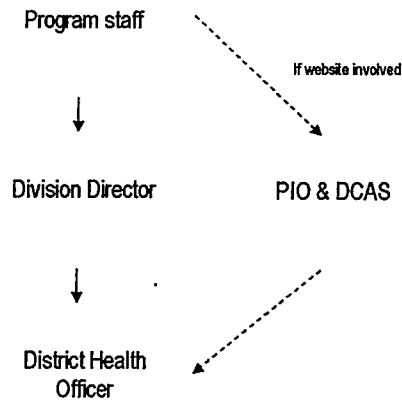 Program staff
If website involved
Division Director
PIO & DCAS
District Health
Officer